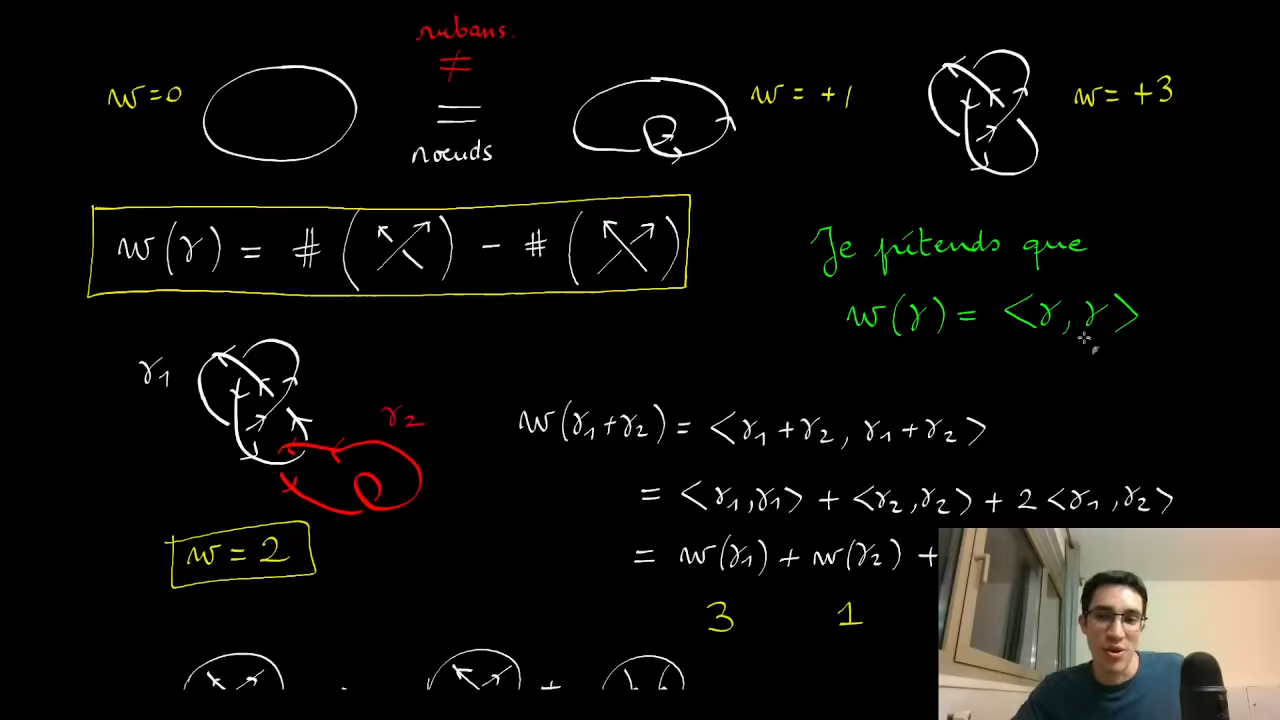 rubans.
w=0 ≠ = w = +1 w = +3
nœuds
w(γ) = # ( ) - # ( )
Je prétends que
w(γ) = <γ, γ>
γ1
γ2
w(γ1+γ2) = <γ1+γ2, γ1+γ2>
= <γ1,γ1> + <γ2,γ2> + 2 <γ1,γ2>
w = 2
= w(γ1) + w(γ2) +
3 1
+